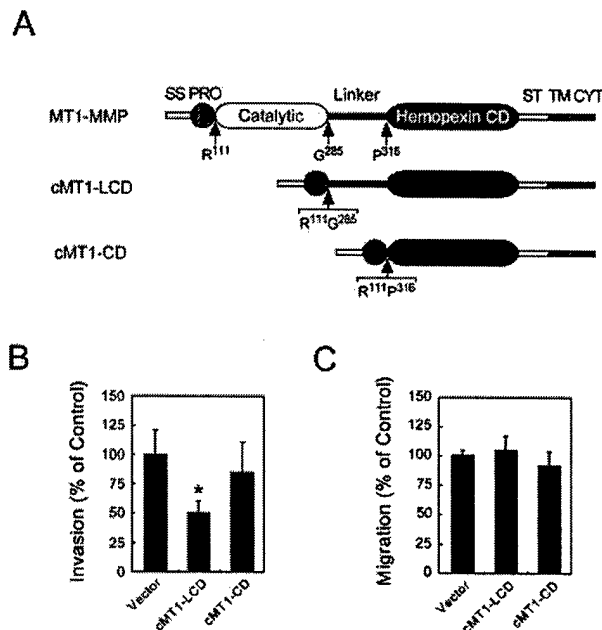 A
SS PRO Linker ST TM CYT
MT1-MMP Catalytic Hemopexin CD
R111 G285 P316
cMT1-LCD
R111G285
cMT1-CD
R111P316
B
Invasion (% of Control)
150
125
100
75
50
25
0
*
Vector
cMT1-LCD
cMT1-CD
C
Migration (% of Control)
150
125
100
75
50
25
0
Vector
cMT1-LCD
cMT1-CD